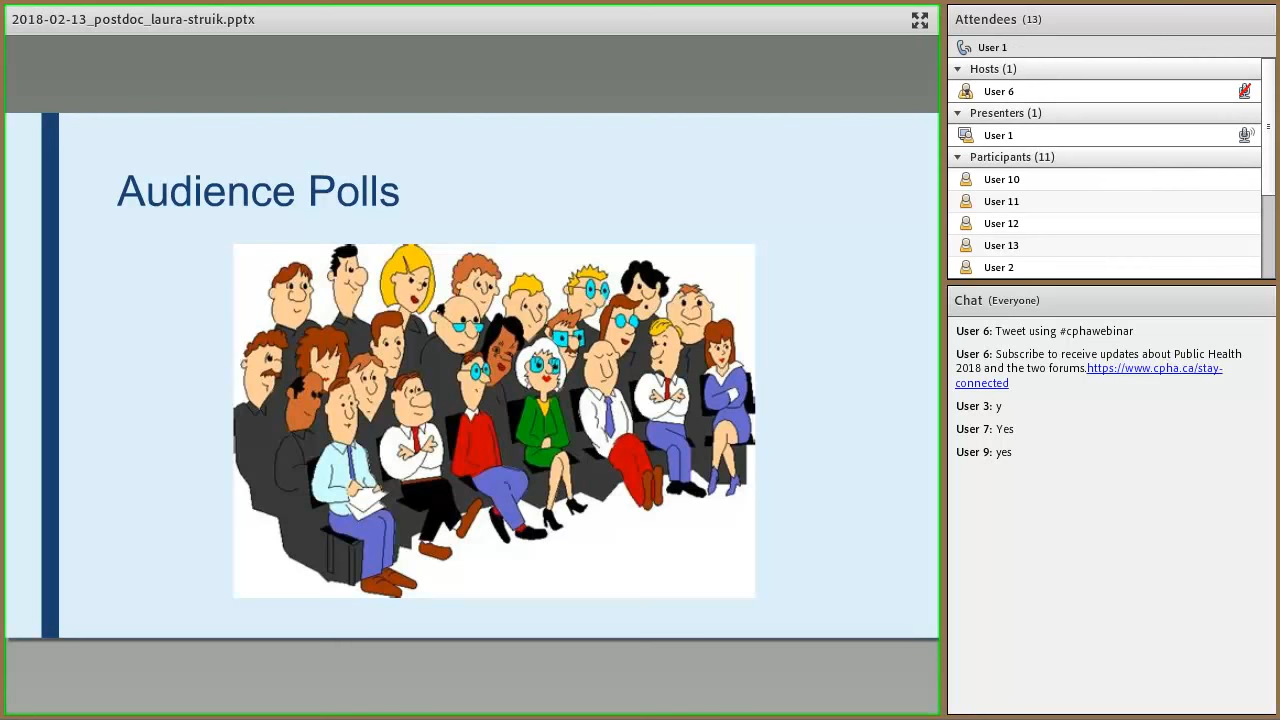 2018-02-13_postdoc_laura-struik.pptx
Audience Polls
Attendees (13)
User 1
Hosts (1)
User 6
Presenters (1)
User 1
Participants (11)
User 10
User 11
User 12
User 13
User 2
Chat (Everyone)
User 6: Tweet using #cphawebinar
User 6: Subscribe to receive updates about Public Health
2018 and the two forums.https://www.cpha.ca/stay-
connected
User 3: y
User 7: Yes
User 9: yes